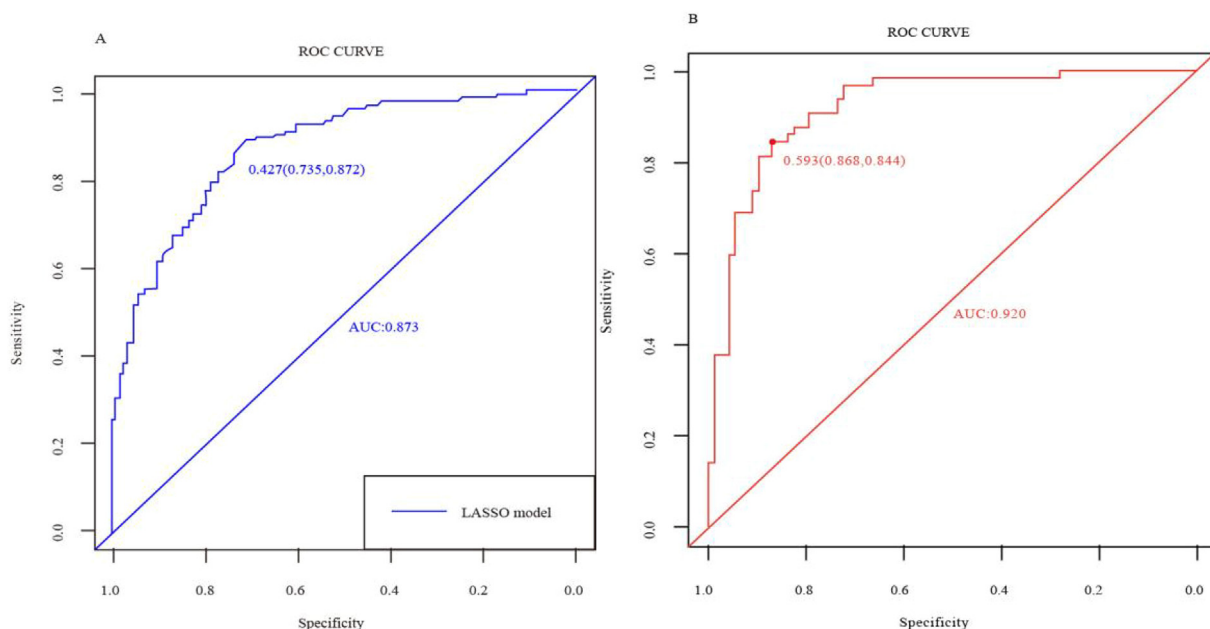 A
ROC CURVE
Sensitivity
1.0
0.8
0.6
0.4
0.2
0.0
0.427(0.735,0.872)
AUC:0.873
LASSO model
1.0 0.8 0.6 0.4 0.2 0.0
Specificity
B
ROC CURVE
Sensitivity
1.0
0.8
0.6
0.4
0.2
0.0
0.593(0.868,0.844)
AUC:0.920
1.0 0.8 0.6 0.4 0.2 0.0
Specificity